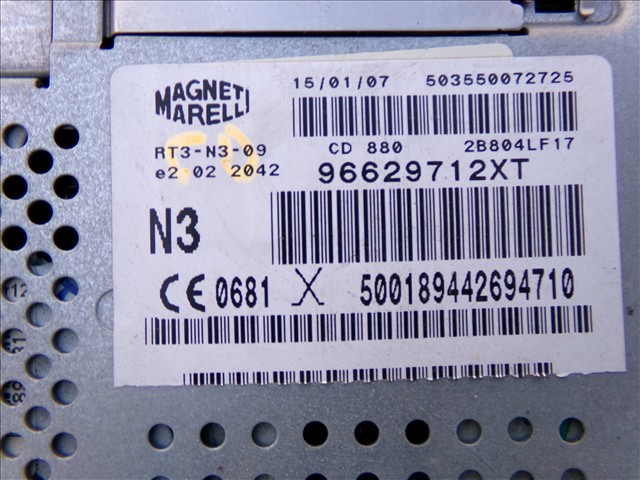 MAGNETI MARELLI
15/01/07 503550072725
RT3-N3-09 CD 880 2B804LF17
e2 02 2042 96629712XT
N3
CE 0681 X 500189442694710
12